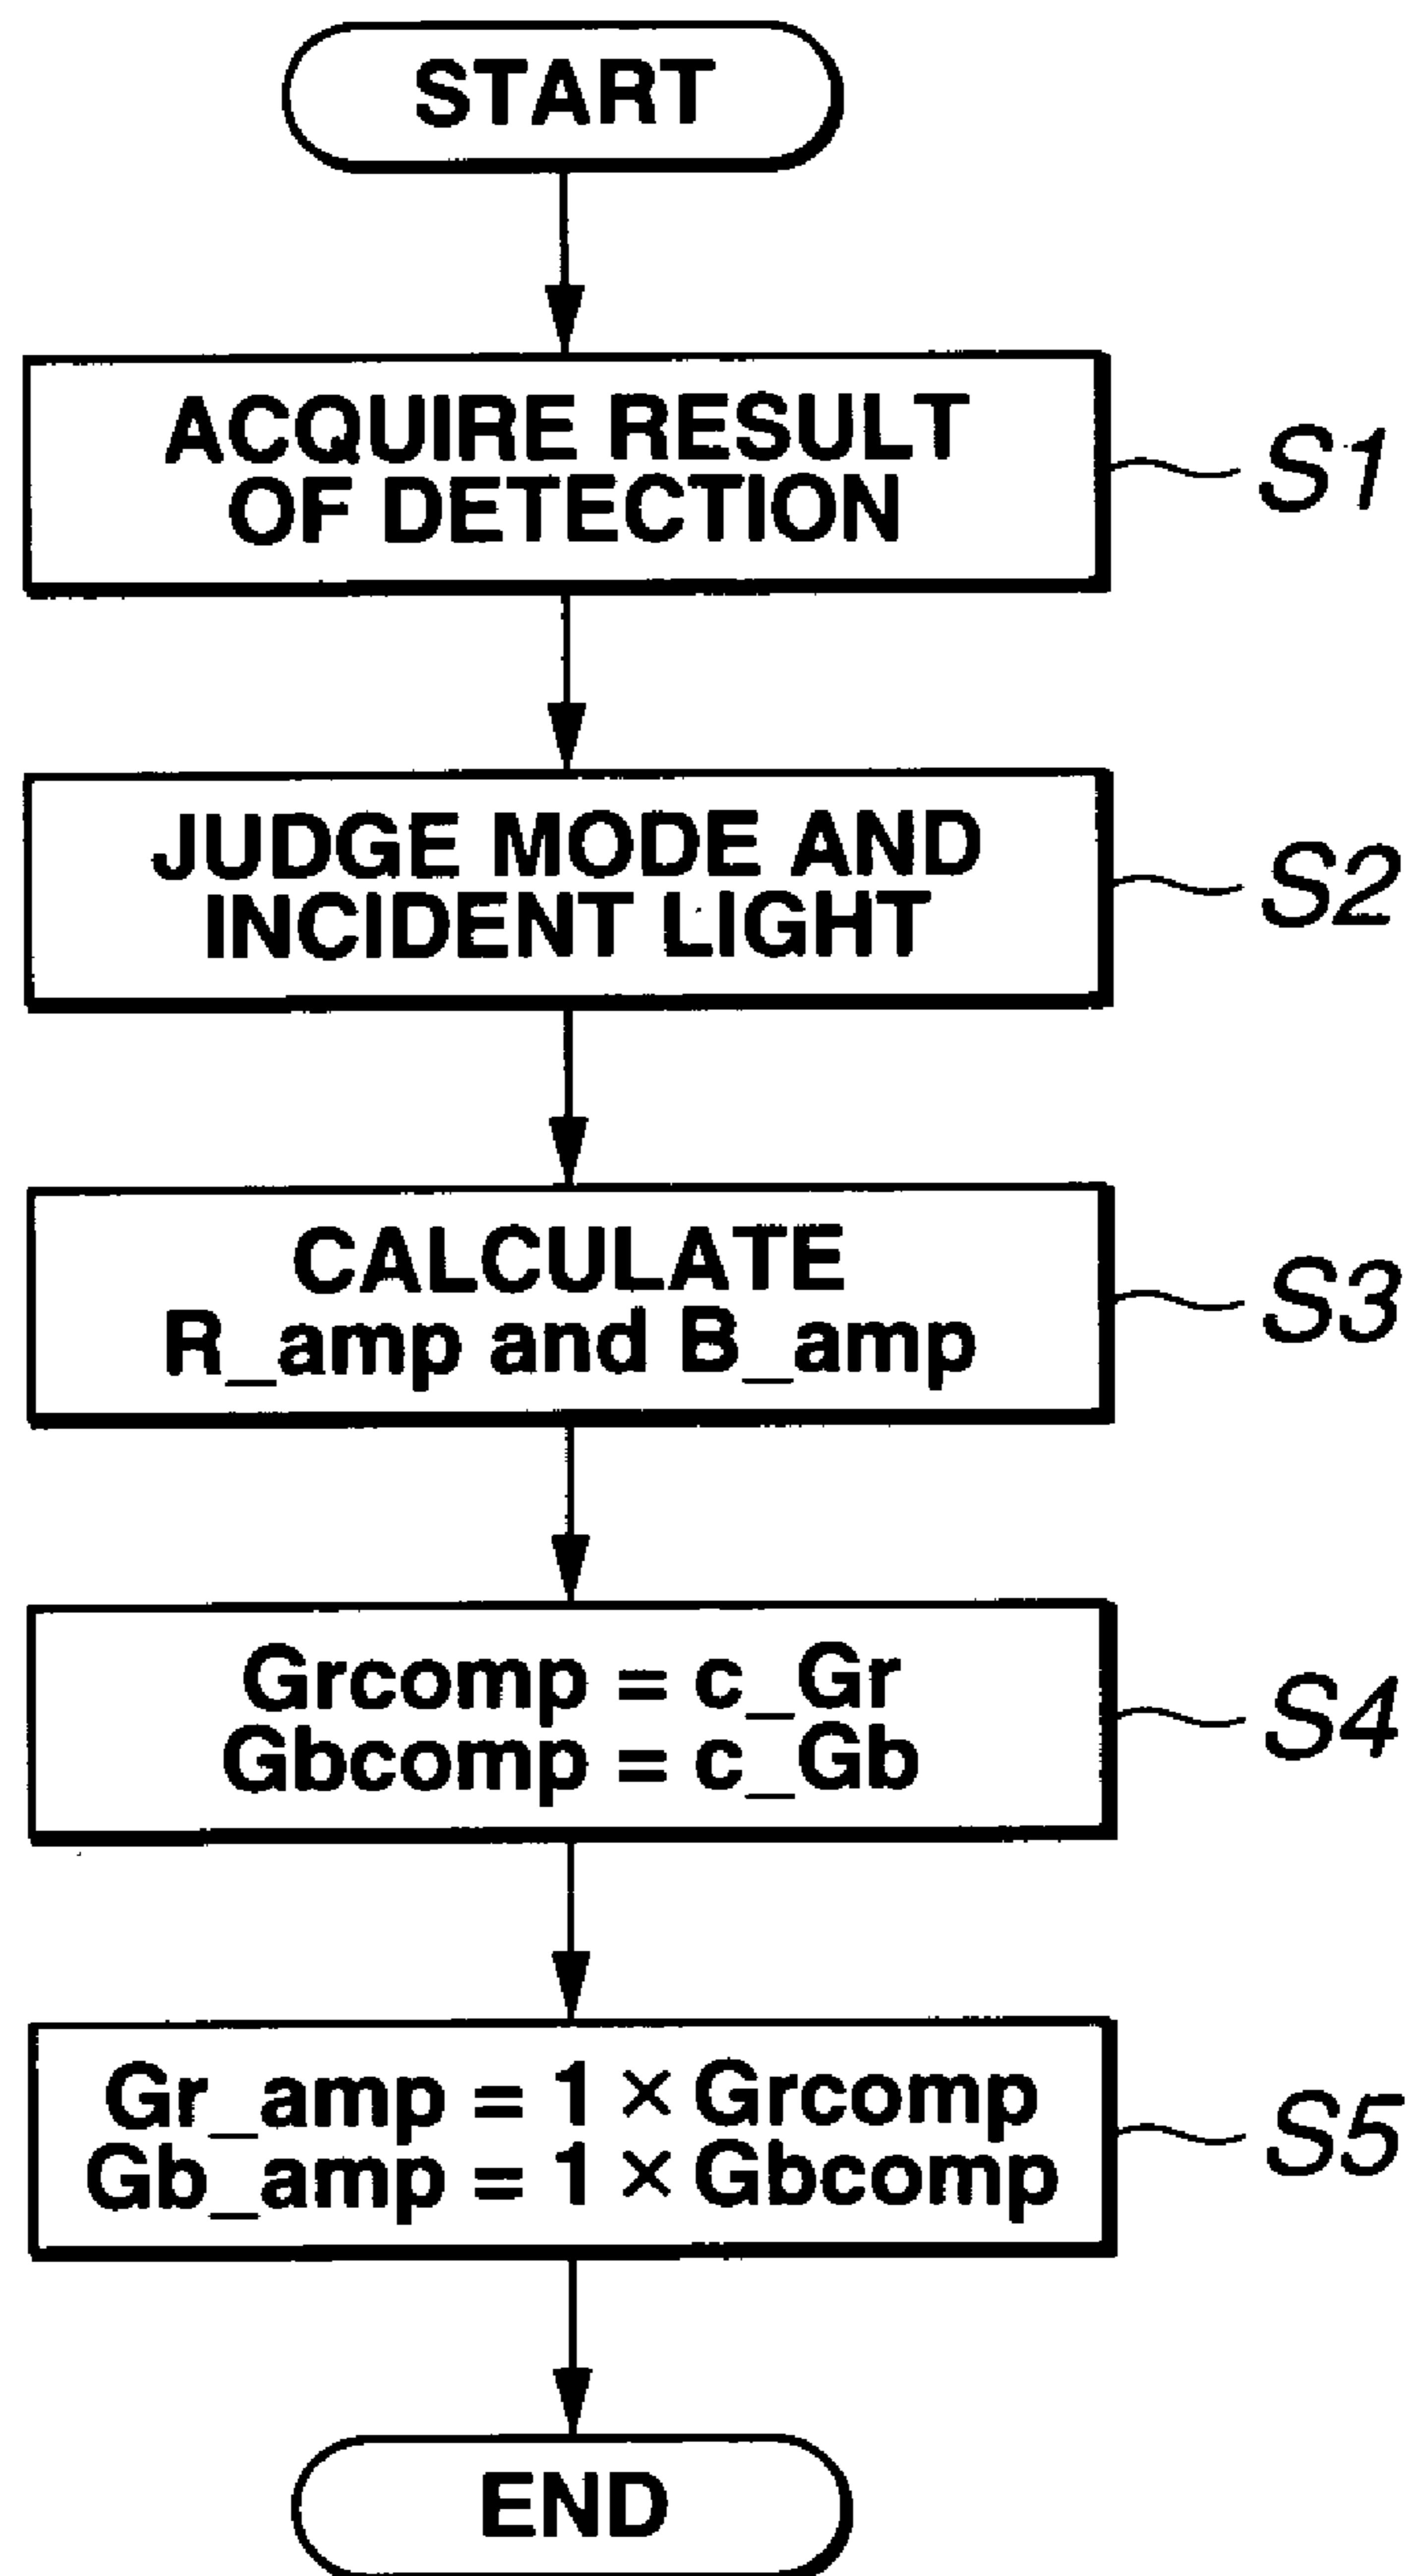 START
ACQUIRE RESULT
OF DETECTION
S1
JUDGE MODE AND
INCIDENT LIGHT
S2
CALCULATE
R_amp and B_amp
S3
Grcomp = c_Gr
Gbcomp = c_Gb
S4
Gr_amp = 1 × Grcomp
Gb_amp = 1 × Gbcomp
S5
END